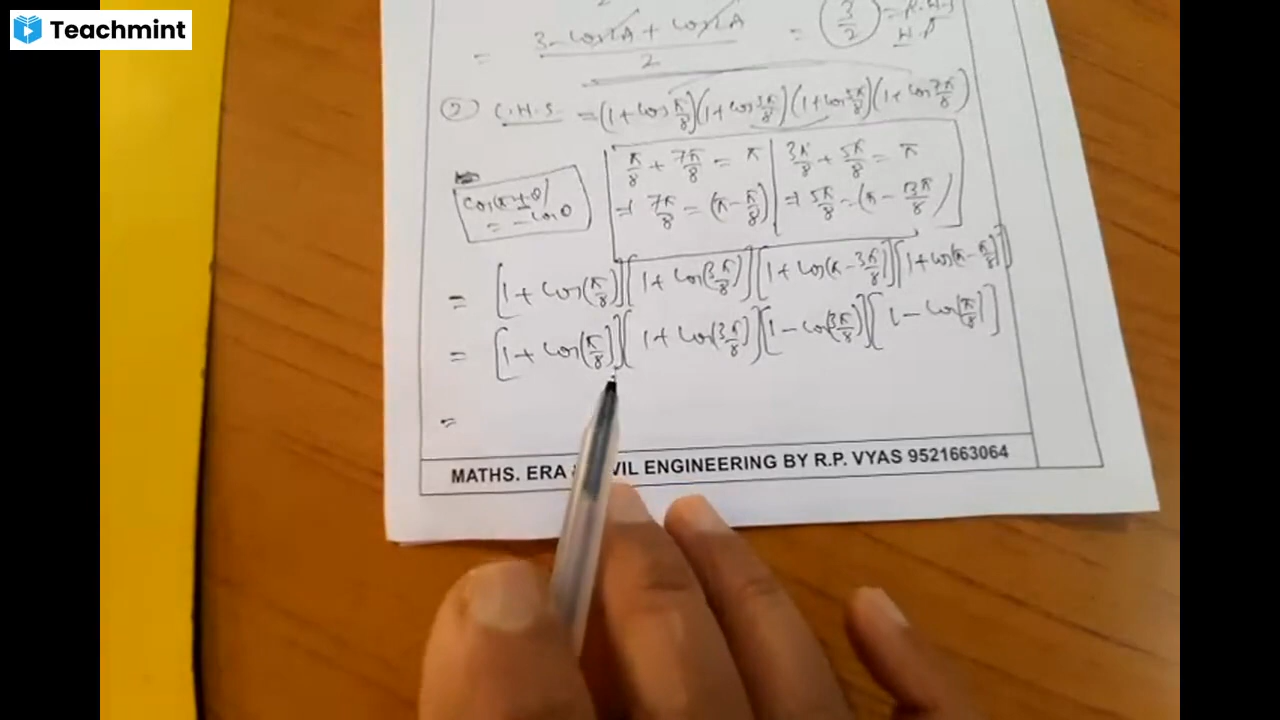 Teachmint
= 3 - cos2A + cos2A / 2 = (3/2) = R.H.S
H.P
② L.H.S. = (1+cos π/8)(1+cos 3π/8)(1+cos 5π/8)(1+cos 7π/8)
π/8 + 7π/8 = π | 3π/8 + 5π/8 = π
⇒ 7π/8 = (π - π/8) | ⇒ 5π/8 = (π - 3π/8)
cos(π±θ)
= -cosθ
= [1+cos(π/8)][1+cos(3π/8)][1+cos(π-3π/8)][1+cos(π-π/8)]
= [1+cos(π/8)][1+cos(3π/8)][1-cos(3π/8)][1-cos(π/8)]
=
MATHS. ERA & CIVIL ENGINEERING BY R.P. VYAS 9521663064